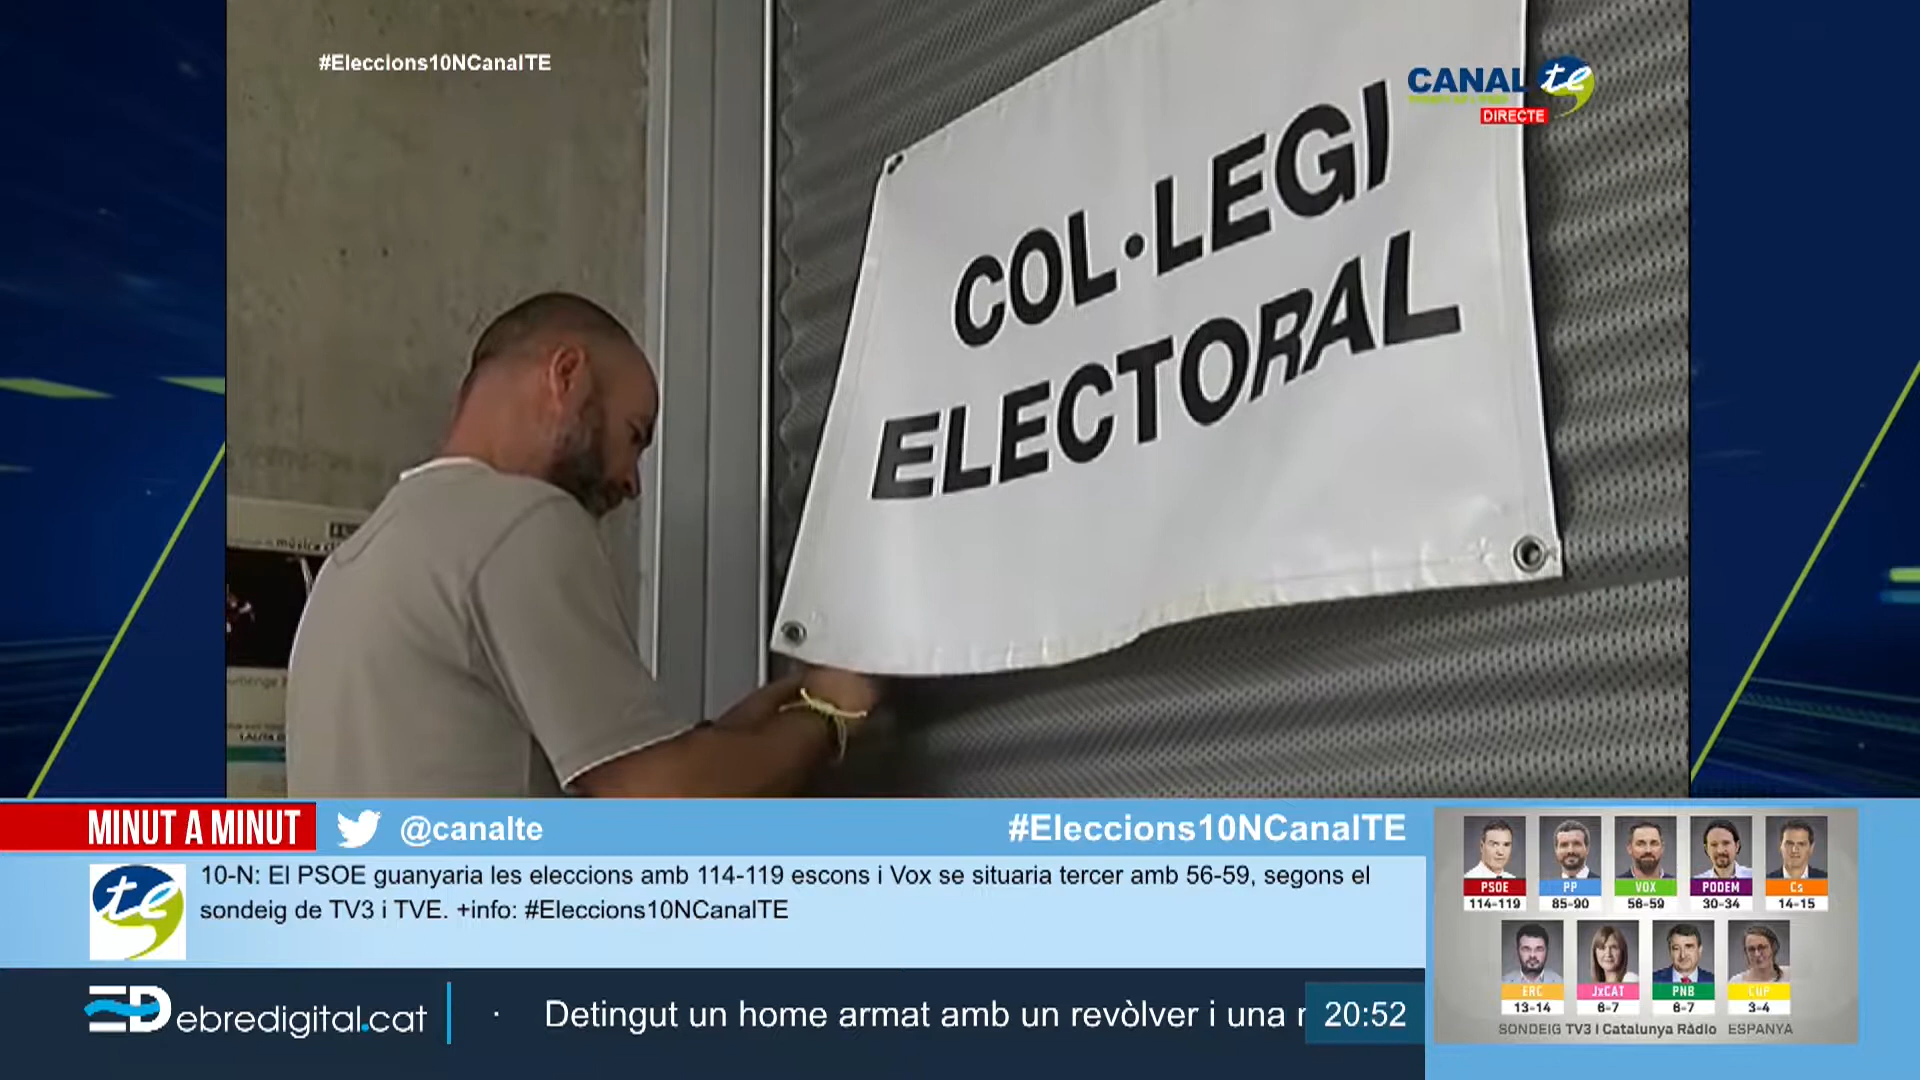 #Eleccions10NCanalTE
CANAL te
DIRECTE
COL·LEGI
ELECTORAL
MINUT A MINUT
@canalte
#Eleccions10NCanalTE
te
10-N: El PSOE guanyaria les eleccions amb 114-119 escons i Vox se situaria tercer amb 56-59, segons el
sondeig de TV3 i TVE. +info: #Eleccions10NCanalTE
PSOE PP VOX PODEM Cs
114-119 85-90 56-59 30-34 14-15
ERC JxCAT PNB CUP
13-14 6-7 6-7 3-4
SONDEIG TV3 i Catalunya Ràdio ESPANYA
ED ebredigital.cat
· Detingut un home armat amb un revòlver i una
20:52